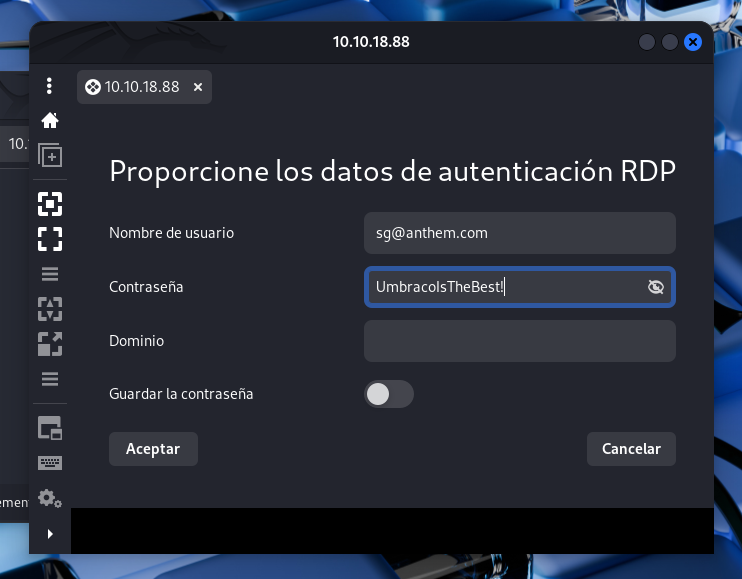 10.10.18.88
10.10.18.88
10.
Proporcione los datos de autenticación RDP
Nombre de usuario
sg@anthem.com
Contraseña
UmbracoIsTheBest!
Dominio
Guardar la contraseña
Aceptar
Cancelar